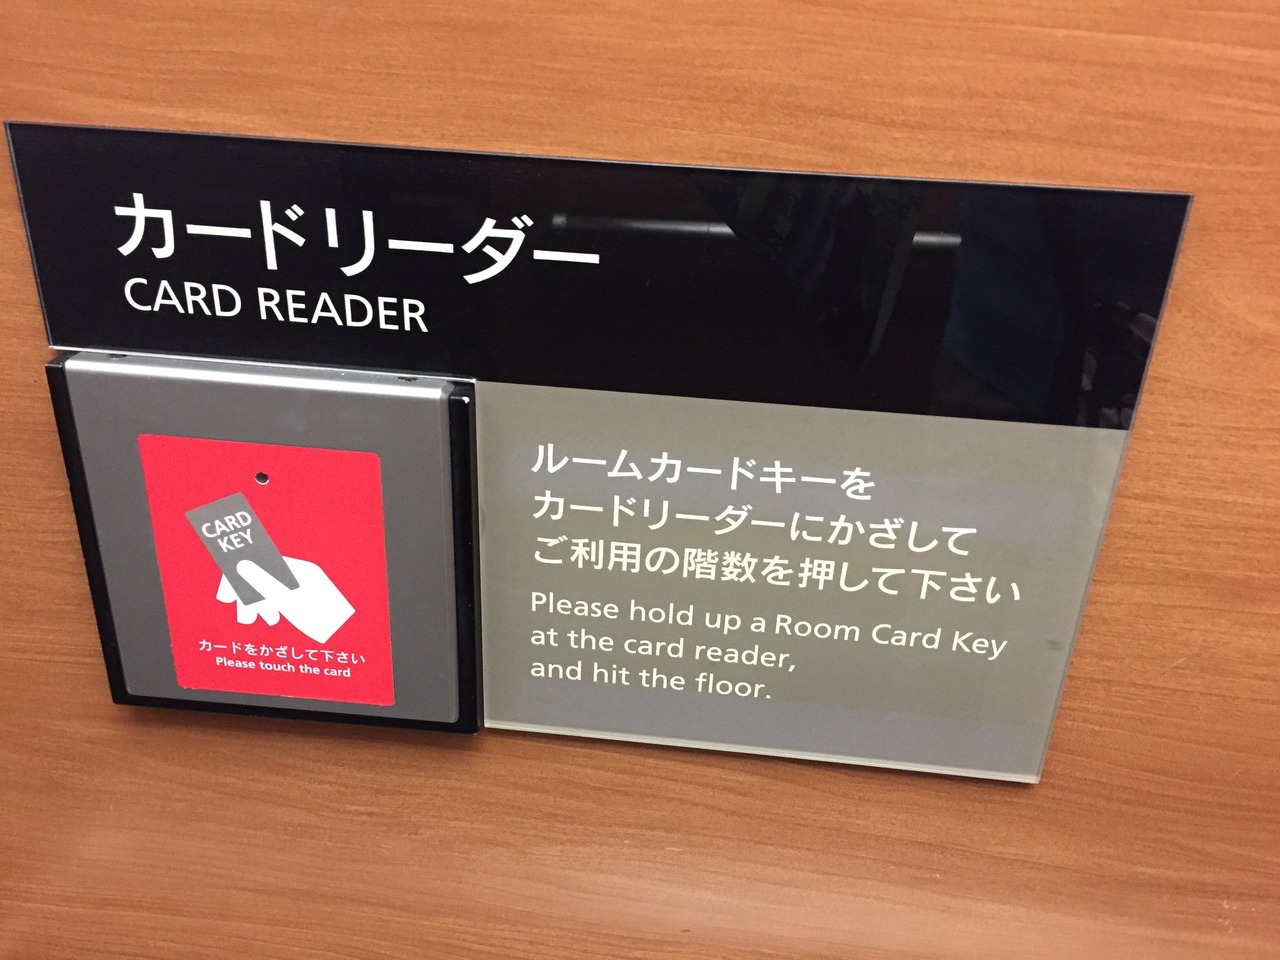 カードリーダー
CARD READER
CARD
KEY
カードをかざして下さい
Please touch the card
ルームカードキーを
カードリーダーにかざして
ご利用の階数を押して下さい
Please hold up a Room Card Key
at the card reader,
and hit the floor.